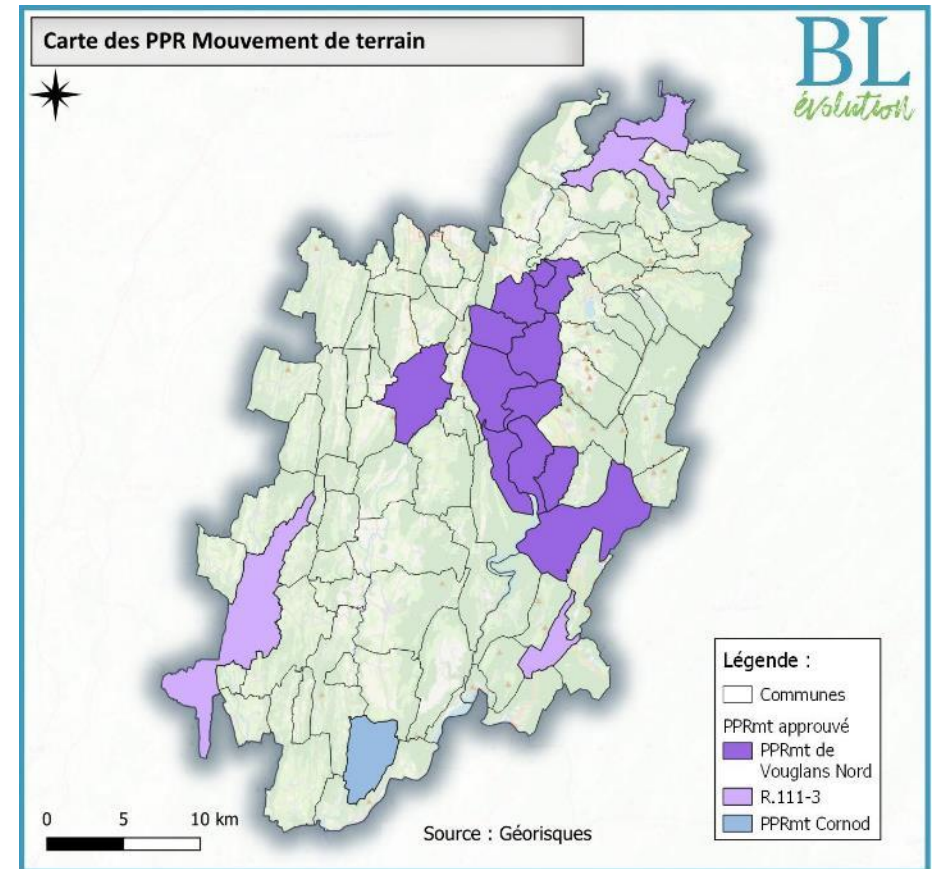 Carte des PPR Mouvement de terrain
BL
évolution
Légende :
Communes
PPRmt approuvé
PPRmt de
Vouglans Nord
R.111-3
PPRmt Cornod
0 5 10 km
Source : Géorisques